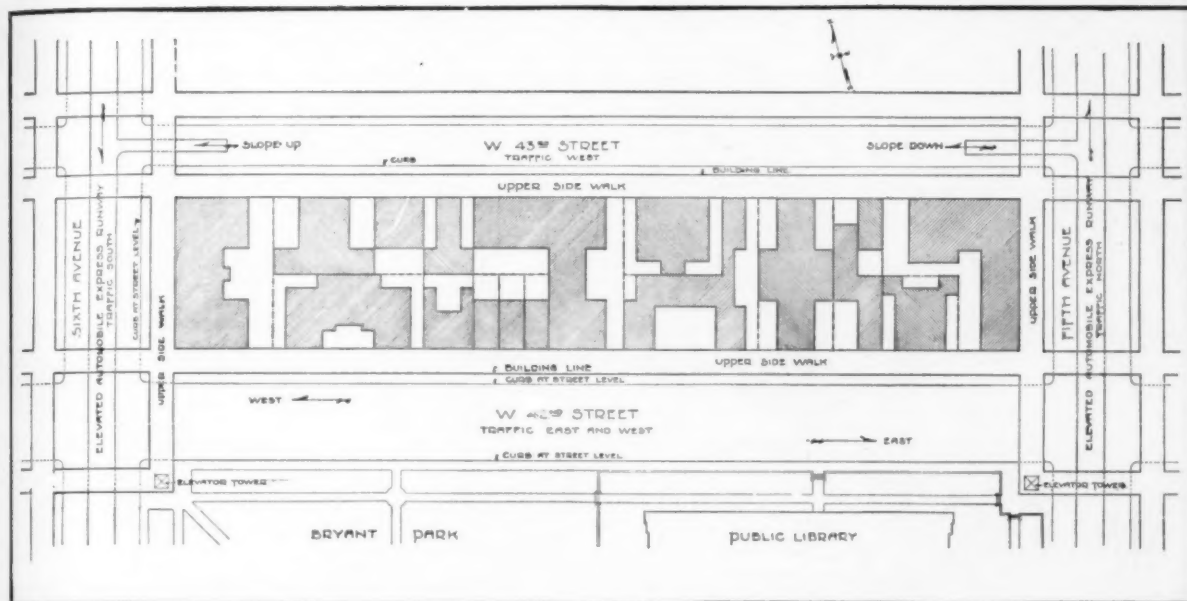 SLOPE UP
W 43RD STREET
TRAFFIC WEST
SLOPE DOWN
CURB
BUILDING LINE
UPPER SIDE WALK
SIXTH AVENUE
ELEVATED AUTOMOBILE EXPRESS RUNWAY
TRAFFIC SOUTH
CURB AT STREET LEVEL
UPPER SIDE WALK
UPPER SIDE WALK
FIFTH AVENUE
ELEVATED AUTOMOBILE EXPRESS RUNWAY
TRAFFIC NORTH
UPPER SIDE WALK
BUILDING LINE
CURB AT STREET LEVEL
WEST
W 42ND STREET
TRAFFIC EAST AND WEST
EAST
CURB AT STREET LEVEL
ELEVATOR TOWER
ELEVATOR TOWER
BRYANT PARK
PUBLIC LIBRARY